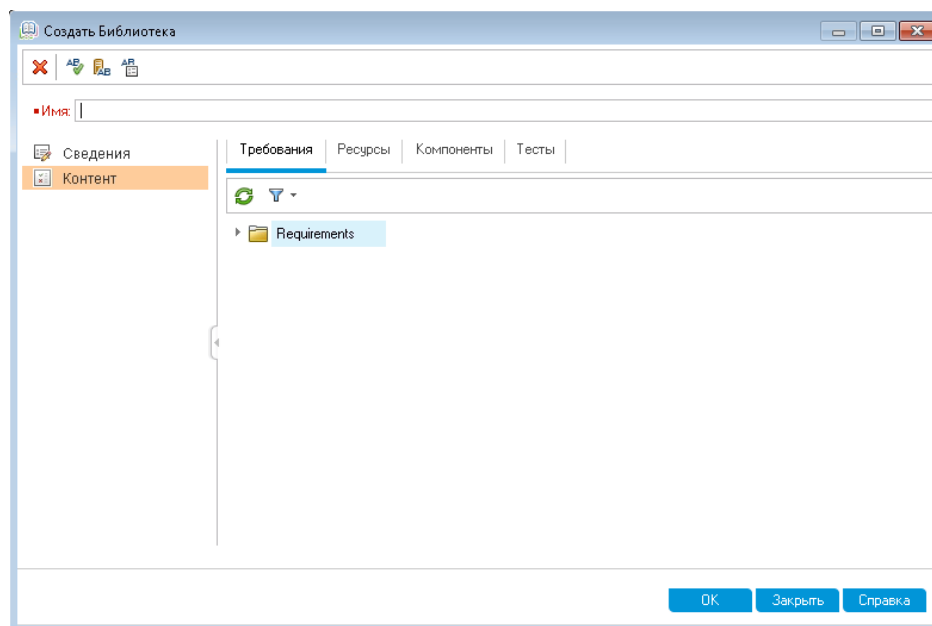 Создать Библиотека
Имя:
Сведения
Контент
Требования Ресурсы Компоненты Тесты
Requirements
OK Закрыть Справка